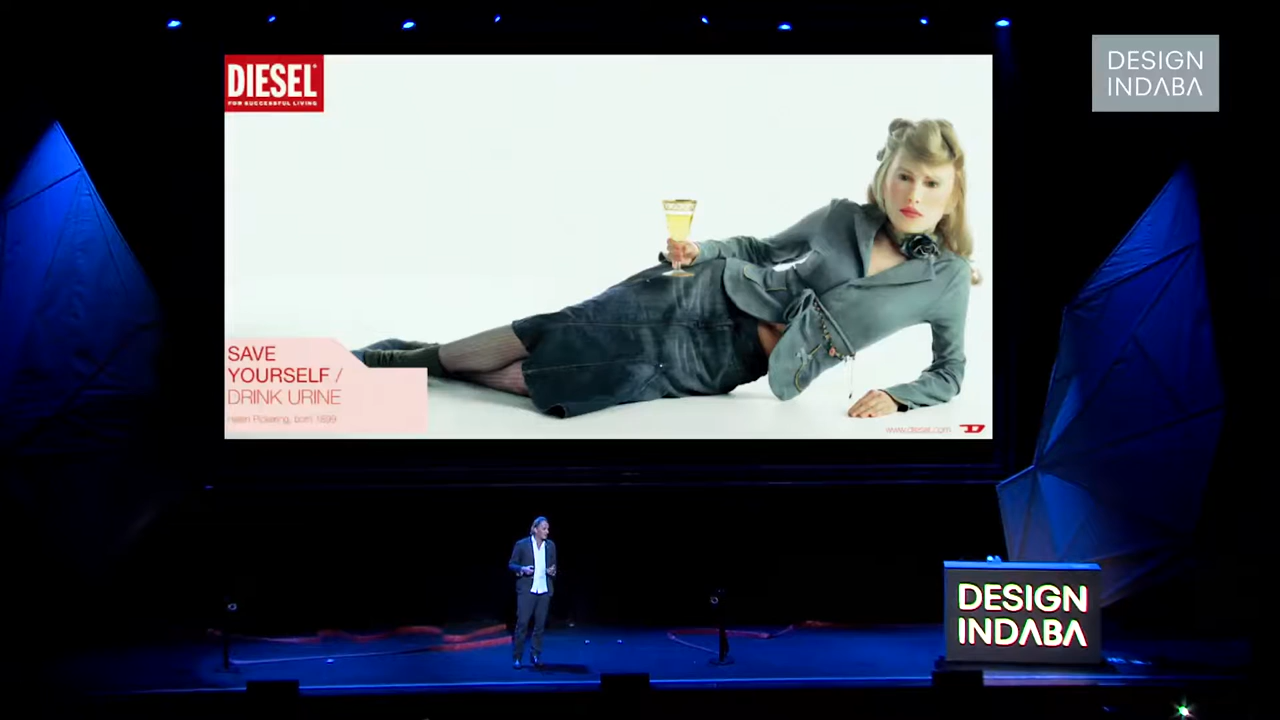 DIESEL®
FOR SUCCESSFUL LIVING
SAVE
YOURSELF /
DRINK URINE
Helen Pickering, born 1899
www.diesel.com
D
DESIGN
INDABA
DESIGN
INDABA